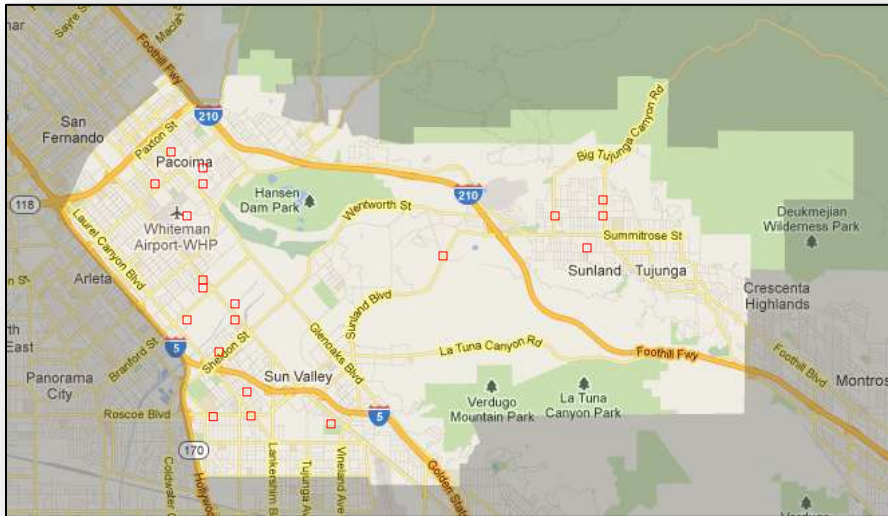 Sayre St
Foothill Fwy
San
Fernando
Paxton St
210
Pacoima
118
Laurel Canyon Blvd
Whiteman
Airport-WHP
Hansen
Dam Park
Wentworth St
210
Big Tujunga Canyon Rd
Summitrose St
Sunland
Tujunga
Deukmejian
Wilderness Park
Crescenta
Highlands
Arleta
Sunland Blvd
Glenoaks Blvd
La Tuna Canyon Rd
Foothill Fwy
Foothill Blvd
Montros
East
5
Branford St
Sheldon St
Panorama
City
Sun Valley
Verdugo
Mountain Park
La Tuna
Canyon Park
Roscoe Blvd
5
170
Coldwater C
Hollyw
Lankershim B
Tujunga Av
Vineland Ave
Golden State
Verdugo